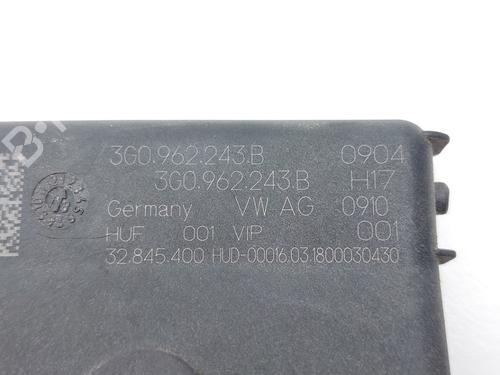 3G0.962.243.B 0904
3G0.962.243.B H17
Germany VW AG 0910
HUF 001 VIP 001
32.845.400 HUD-00016.03.1800030430